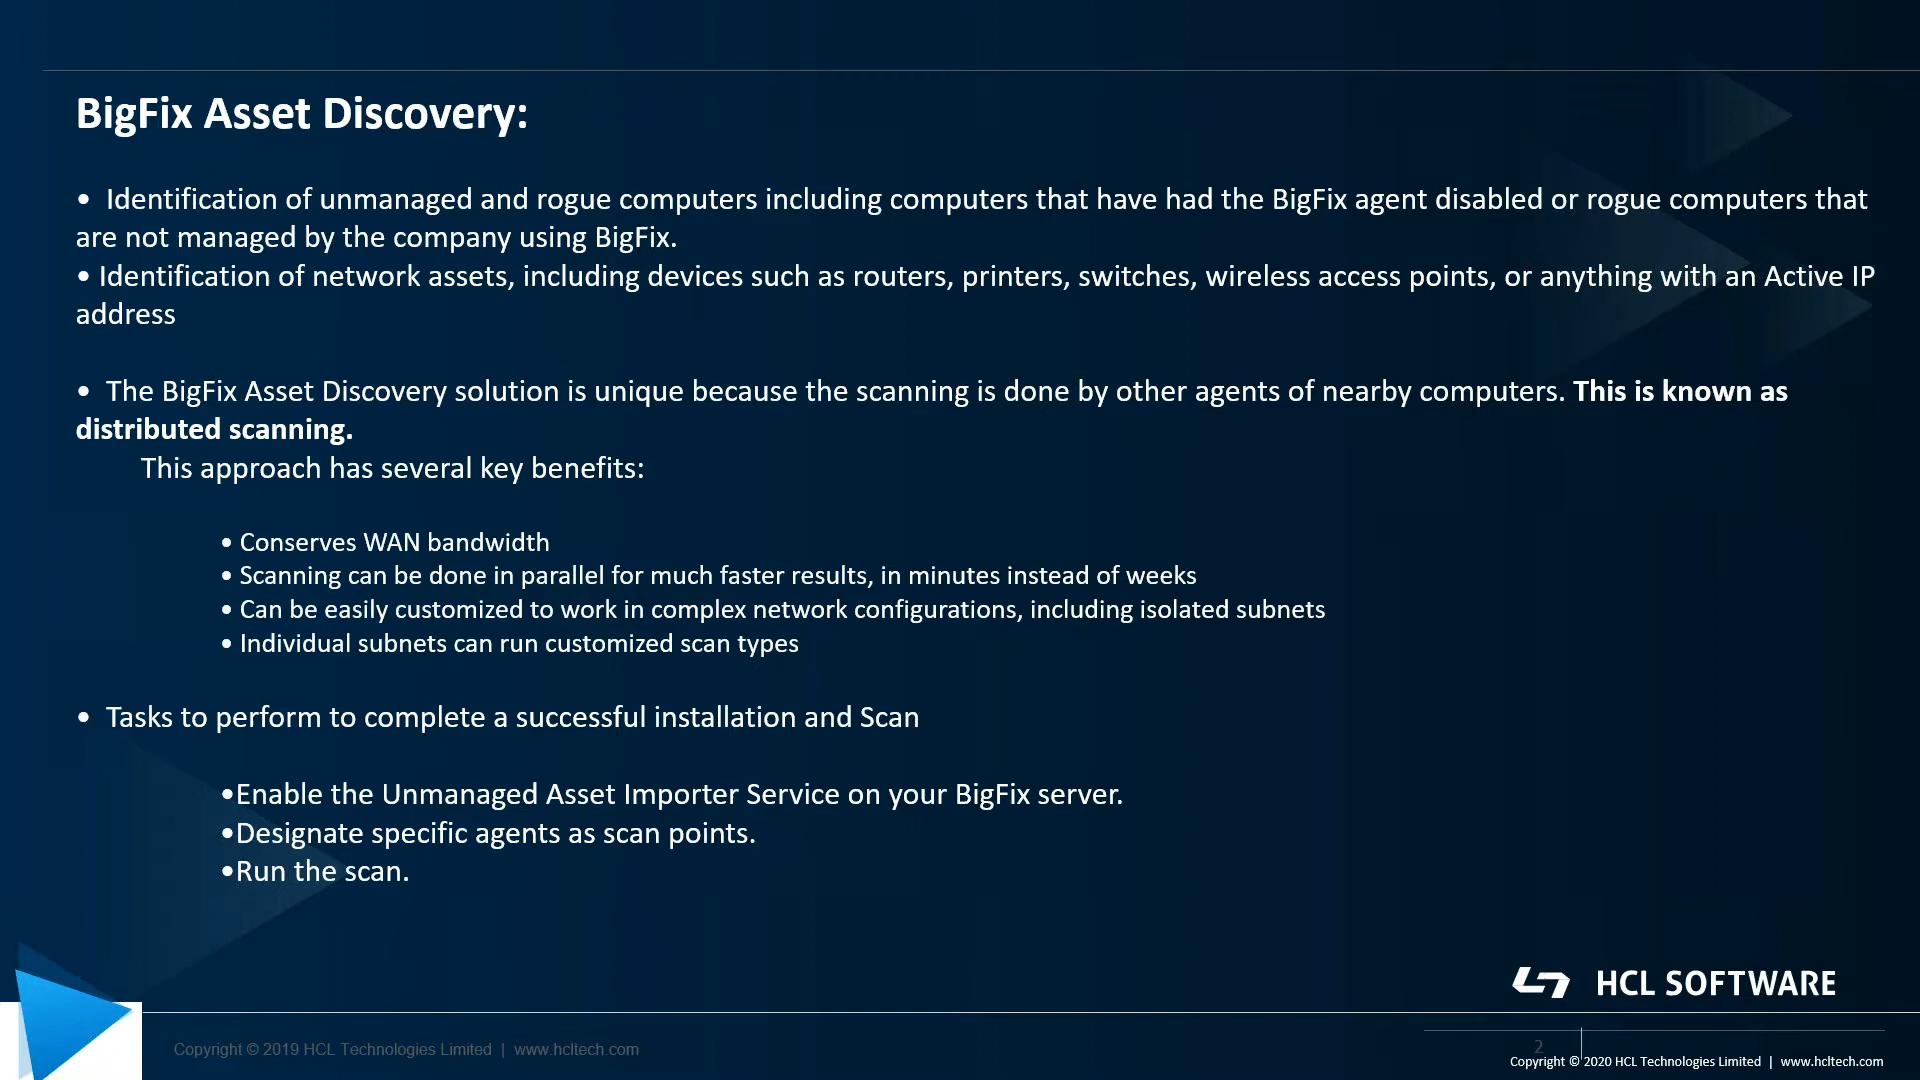 BigFix Asset Discovery:
• Identification of unmanaged and rogue computers including computers that have had the BigFix agent disabled or rogue computers that
are not managed by the company using BigFix.
• Identification of network assets, including devices such as routers, printers, switches, wireless access points, or anything with an Active IP
address
• The BigFix Asset Discovery solution is unique because the scanning is done by other agents of nearby computers. This is known as
distributed scanning.
This approach has several key benefits:
• Conserves WAN bandwidth
• Scanning can be done in parallel for much faster results, in minutes instead of weeks
• Can be easily customized to work in complex network configurations, including isolated subnets
• Individual subnets can run customized scan types
• Tasks to perform to complete a successful installation and Scan
•Enable the Unmanaged Asset Importer Service on your BigFix server.
•Designate specific agents as scan points.
•Run the scan.
HCL SOFTWARE
Copyright © 2019 HCL Technologies Limited | www.hcltech.com
2
Copyright © 2020 HCL Technologies Limited | www.hcltech.com